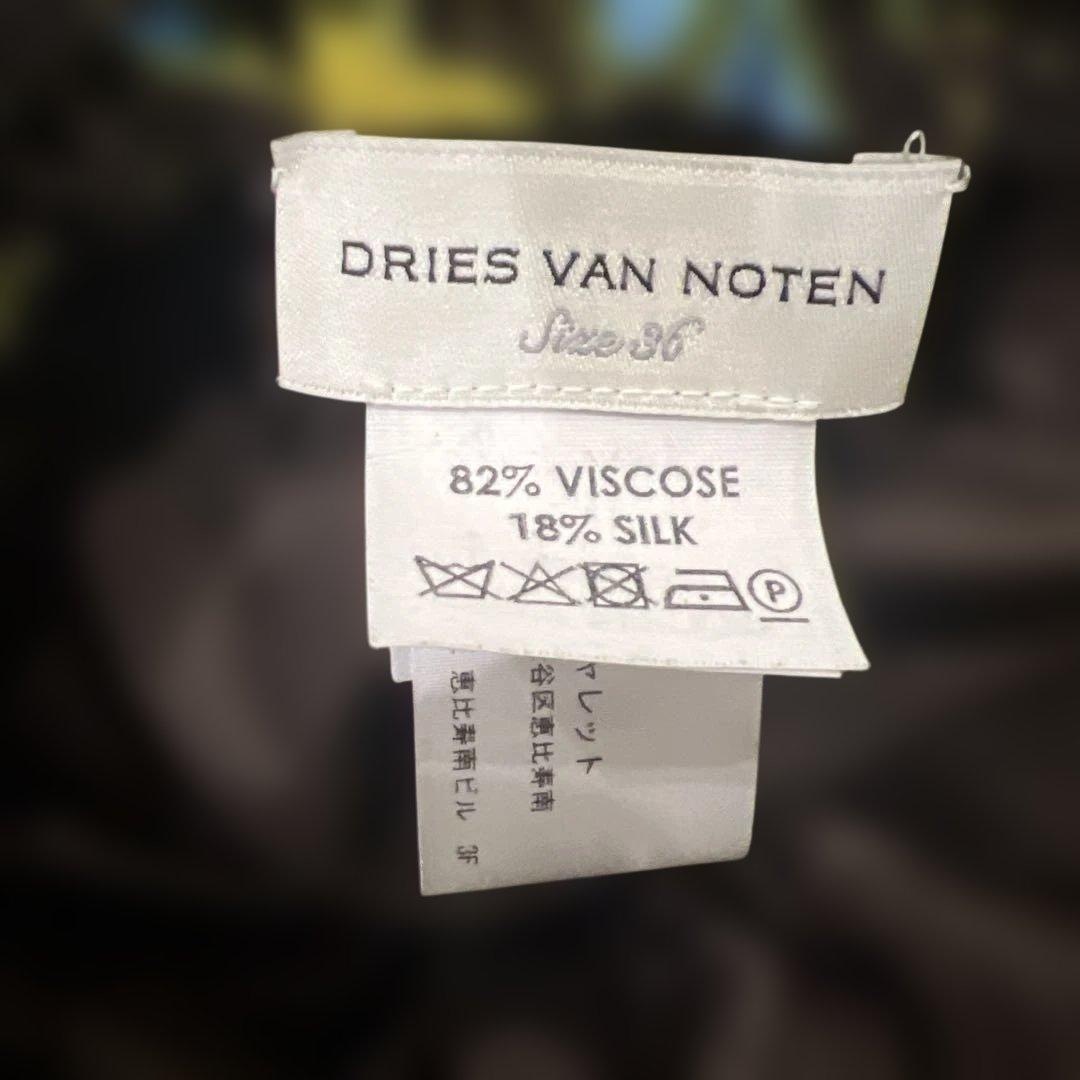 DRIES VAN NOTEN
Size 36
82% VISCOSE
18% SILK
P
ャレット
谷区恵比寿南
恵比寿南ビル 3F